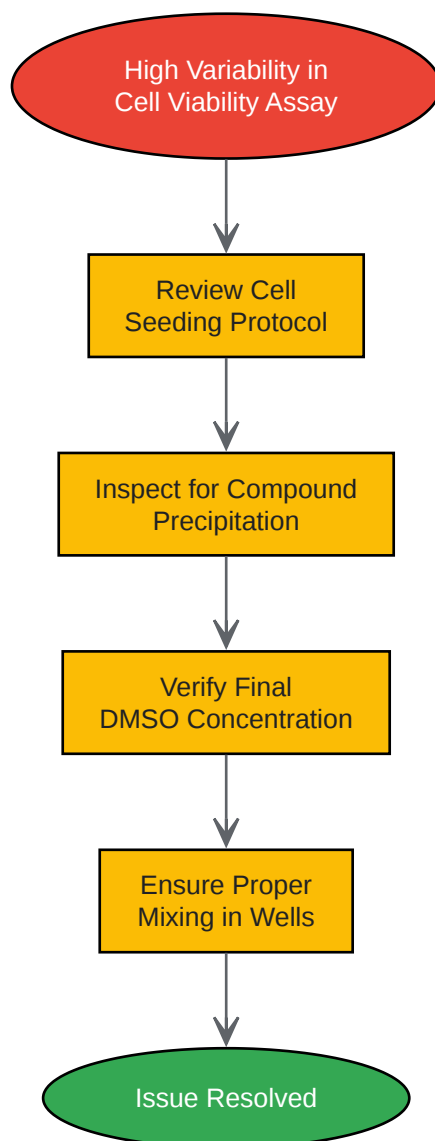 High Variability in
Cell Viability Assay
Review Cell
Seeding Protocol
Inspect for Compound
Precipitation
Verify Final
DMSO Concentration
Ensure Proper
Mixing in Wells
Issue Resolved